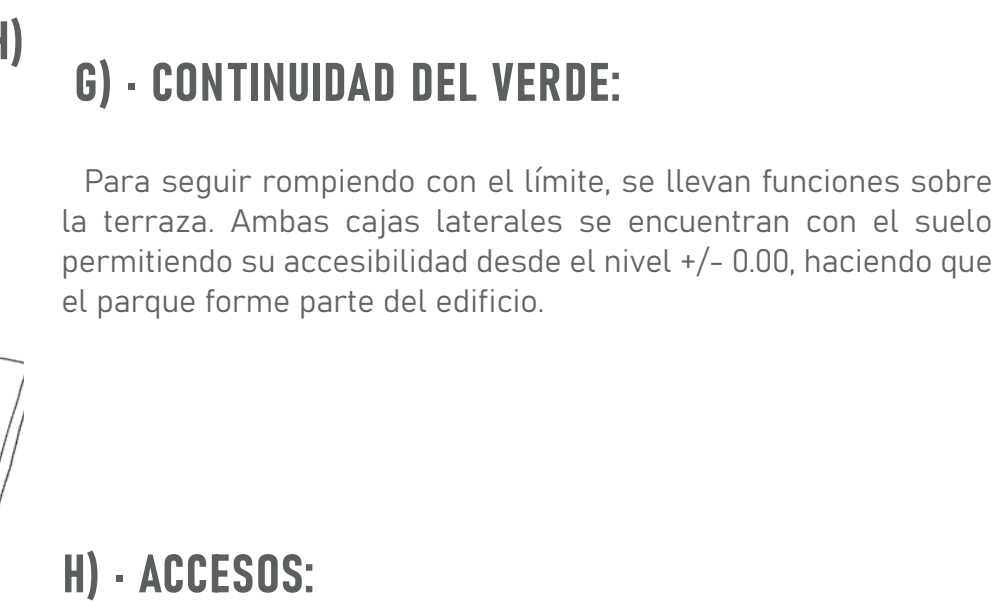 H)
G) · CONTINUIDAD DEL VERDE:
Para seguir rompiendo con el límite, se llevan funciones sobre
la terraza. Ambas cajas laterales se encuentran con el suelo
permitiendo su accesibilidad desde el nivel +/- 0.00, haciendo que
el parque forme parte del edificio.
H) · ACCESOS: